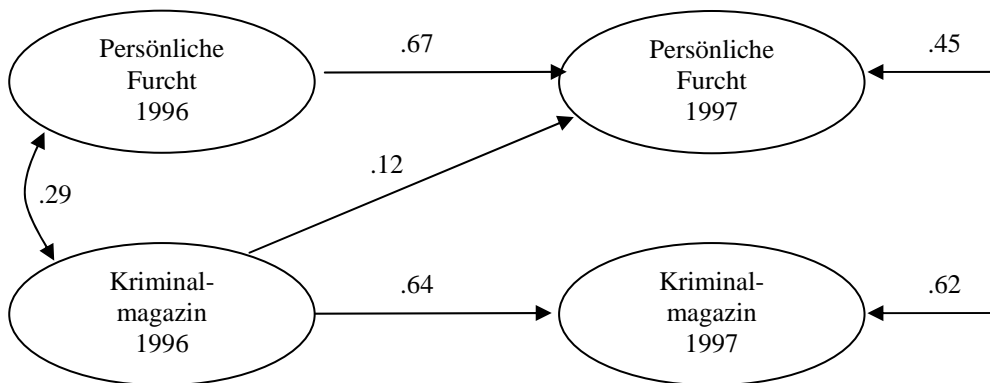 Persönliche
Furcht
1996
.67
Persönliche
Furcht
1997
.45
.29
.12
Kriminal-
magazin
1996
.64
Kriminal-
magazin
1997
.62